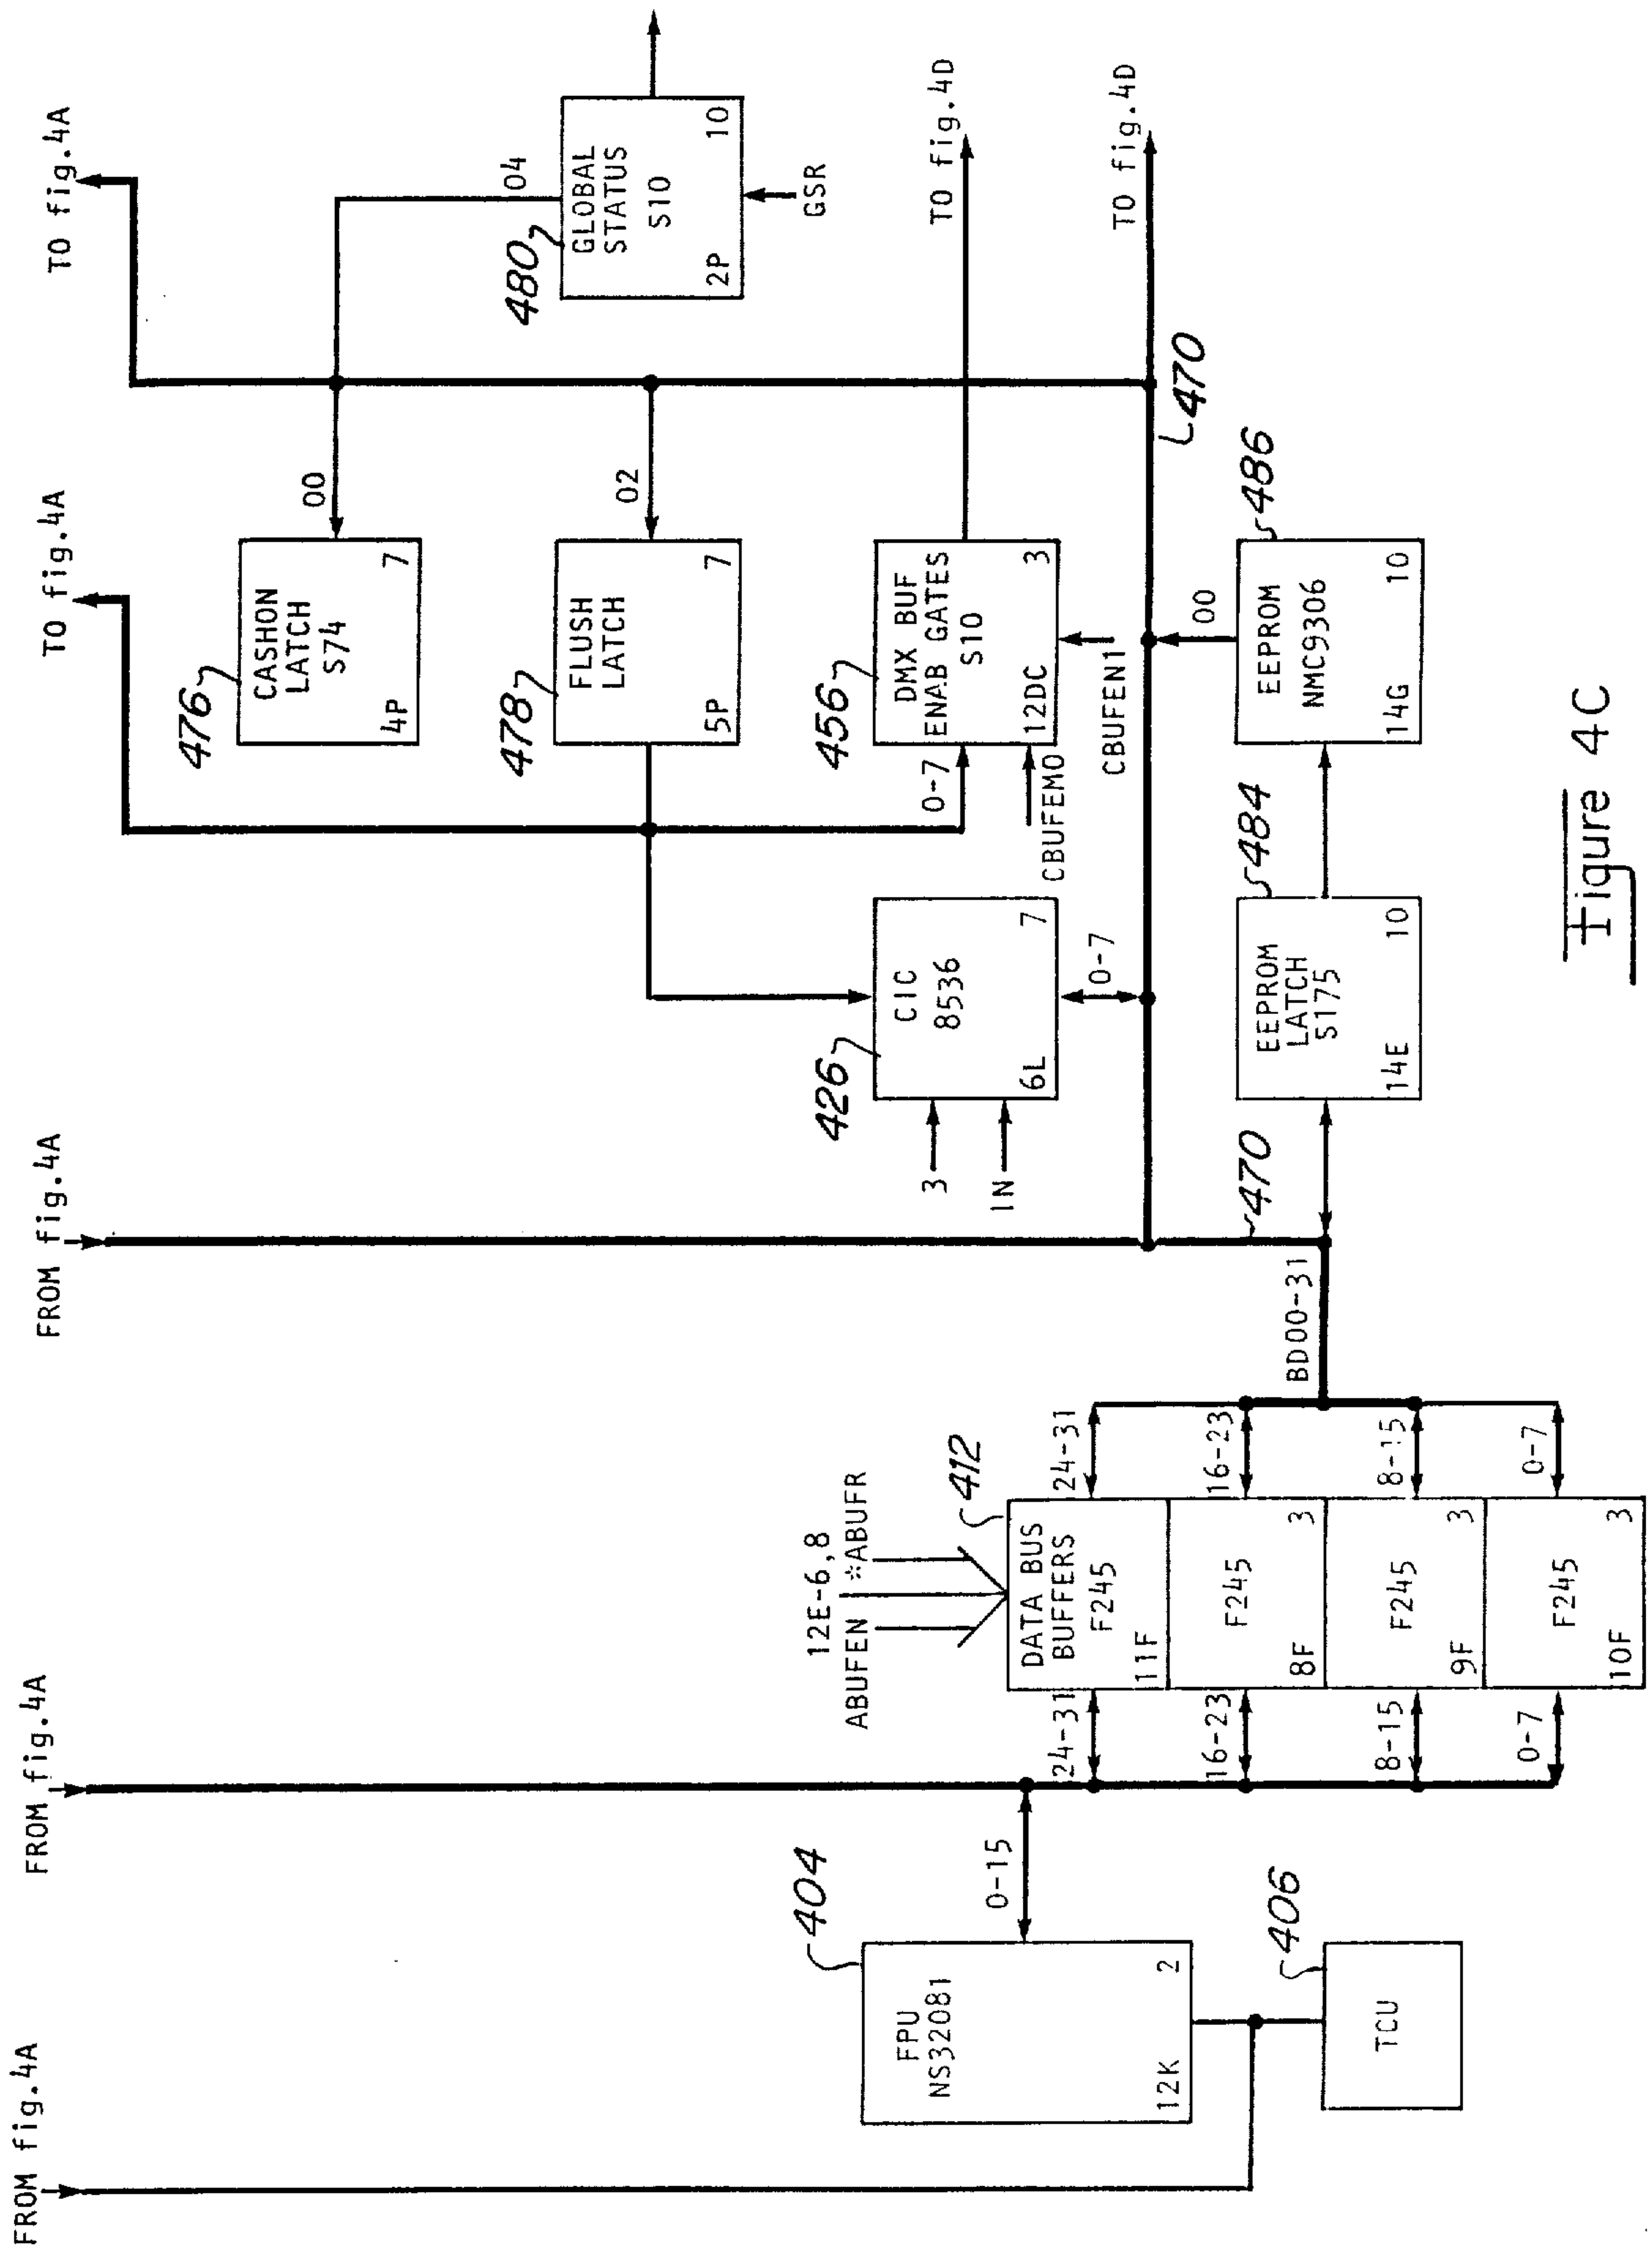 FROM fig.4A
FROM fig.4A
FROM fig.4A
TO fig.4A
TO fig.4A
404
FPU
NS32081
12K 2
0-15
406
TCU
12E-6,8
ABUFEN *ABUFR
412
DATA BUS
BUFFERS
F245
11F
24-31
24-31
F245
8F 3
16-23
16-23
F245
9F 3
8-15
8-15
F245
10F 3
0-7
0-7
BD00-31
470
426
CIC
8536
6L 7
3
IN
0-7
476
CASHON
LATCH
S74
4P 7
00
478
FLUSH
LATCH
5P 7
02
456
DMX BUF
ENAB GATES
S10
12DC 3
0-7
CBUFEM0
CBUFEN1
480
GLOBAL
STATUS
S10
2P 10
04
GSR
TO fig.4D
TO fig.4D
470
484
EEPROM
LATCH
S175
14E 10
486
EEPROM
NMC9306
14G 10
00
Figure 4C